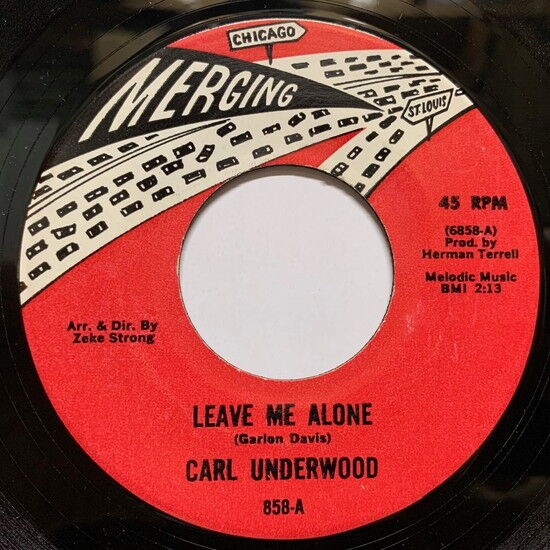 CHICAGO
MERGING
ST. LOUIS
45 RPM
(6858-A)
Prod. by
Herman Terrell
Melodic Music
BMI 2:13
Arr. & Dir. By
Zeke Strong
LEAVE ME ALONE
(Garlon Davis)
CARL UNDERWOOD
858-A